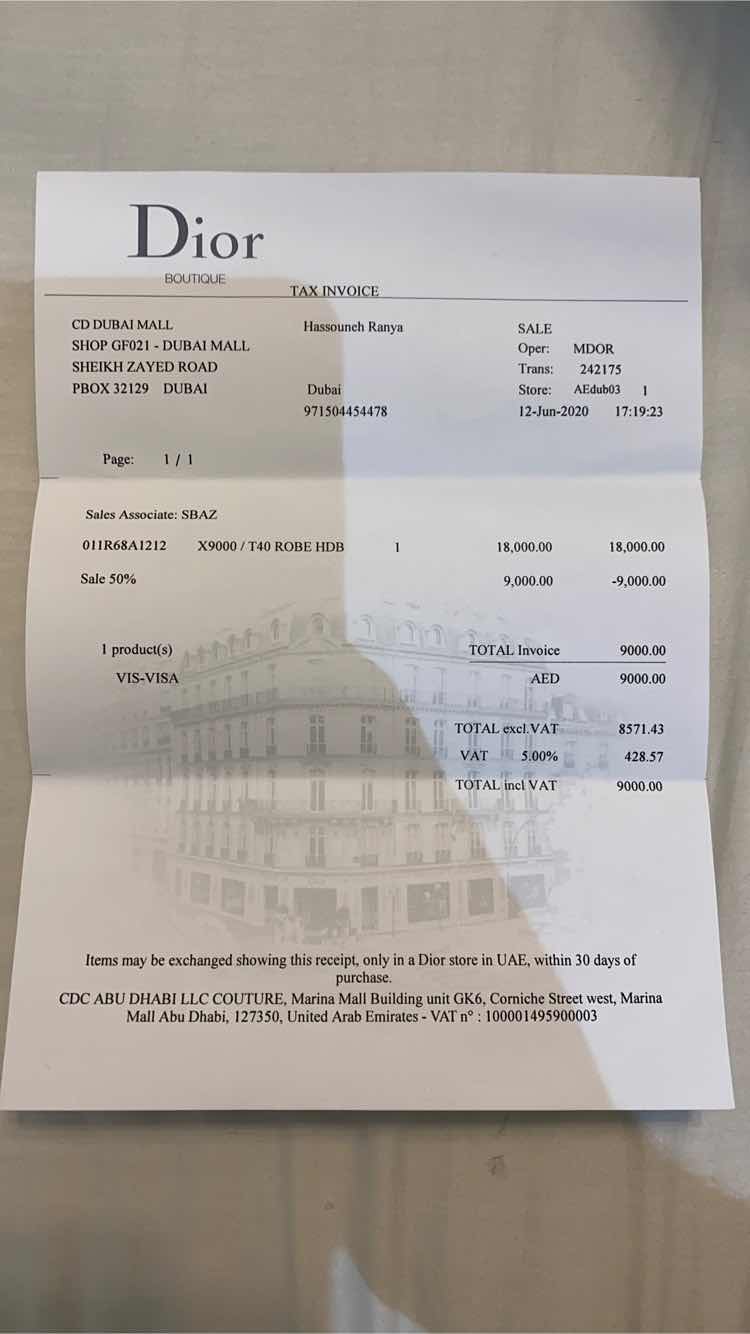 Dior
BOUTIQUE
TAX INVOICE
CD DUBAI MALL
SHOP GF021 - DUBAI MALL
SHEIKH ZAYED ROAD
PBOX 32129 DUBAI
Hassouneh Ranya
Dubai
971504454478
SALE
Oper: MDOR
Trans: 242175
Store: AEdub03 1
12-Jun-2020 17:19:23
Page: 1 / 1
Sales Associate: SBAZ
011R68A1212 X9000 / T40 ROBE HDB 1 18,000.00 18,000.00
Sale 50% 9,000.00 -9,000.00
1 product(s) TOTAL Invoice 9000.00
VIS-VISA AED 9000.00
TOTAL excl.VAT 8571.43
VAT 5.00% 428.57
TOTAL incl VAT 9000.00
Items may be exchanged showing this receipt, only in a Dior store in UAE, within 30 days of
purchase.
CDC ABU DHABI LLC COUTURE, Marina Mall Building unit GK6, Corniche Street west, Marina
Mall Abu Dhabi, 127350, United Arab Emirates - VAT n° : 100001495900003